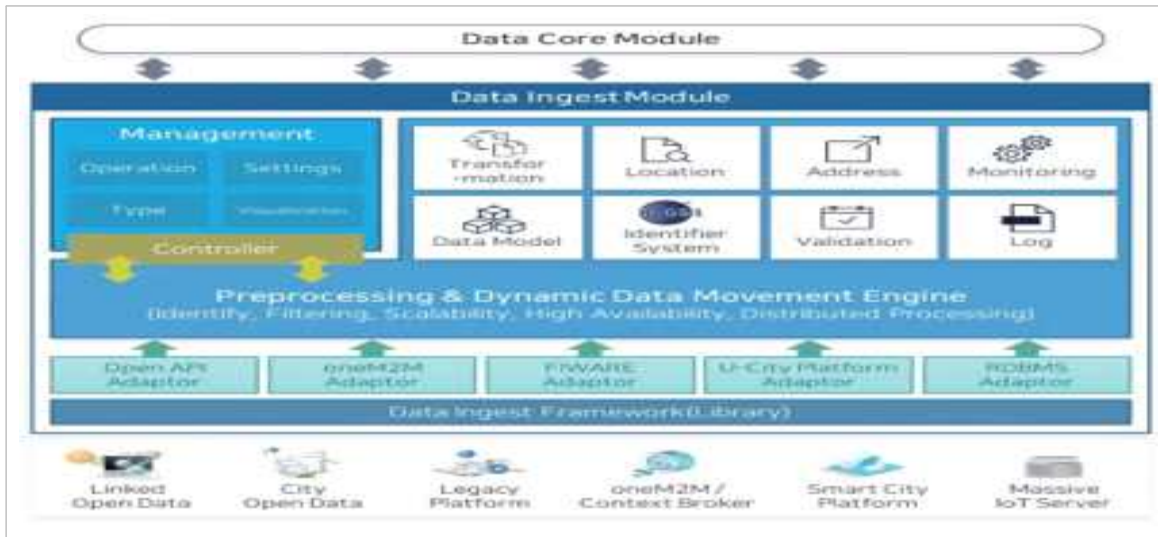 Data Core Module
Data Ingest Module
Management
Operation
Settings
Type
Visualization
Controller
Transfor
-mation
Location
Address
Monitoring
Data Model
Identifier
System
Validation
Log
Preprocessing & Dynamic Data Movement Engine
(Identify, Filtering, Scalability, High Availability, Distributed Processing)
Open API
Adaptor
oneM2M
Adaptor
FIWARE
Adaptor
U-City Platform
Adaptor
RDBMS
Adaptor
Data Ingest Framework(Library)
Linked
Open Data
City
Open Data
Legacy
Platform
oneM2M /
Context Broker
Smart City
Platform
Massive
IoT Server